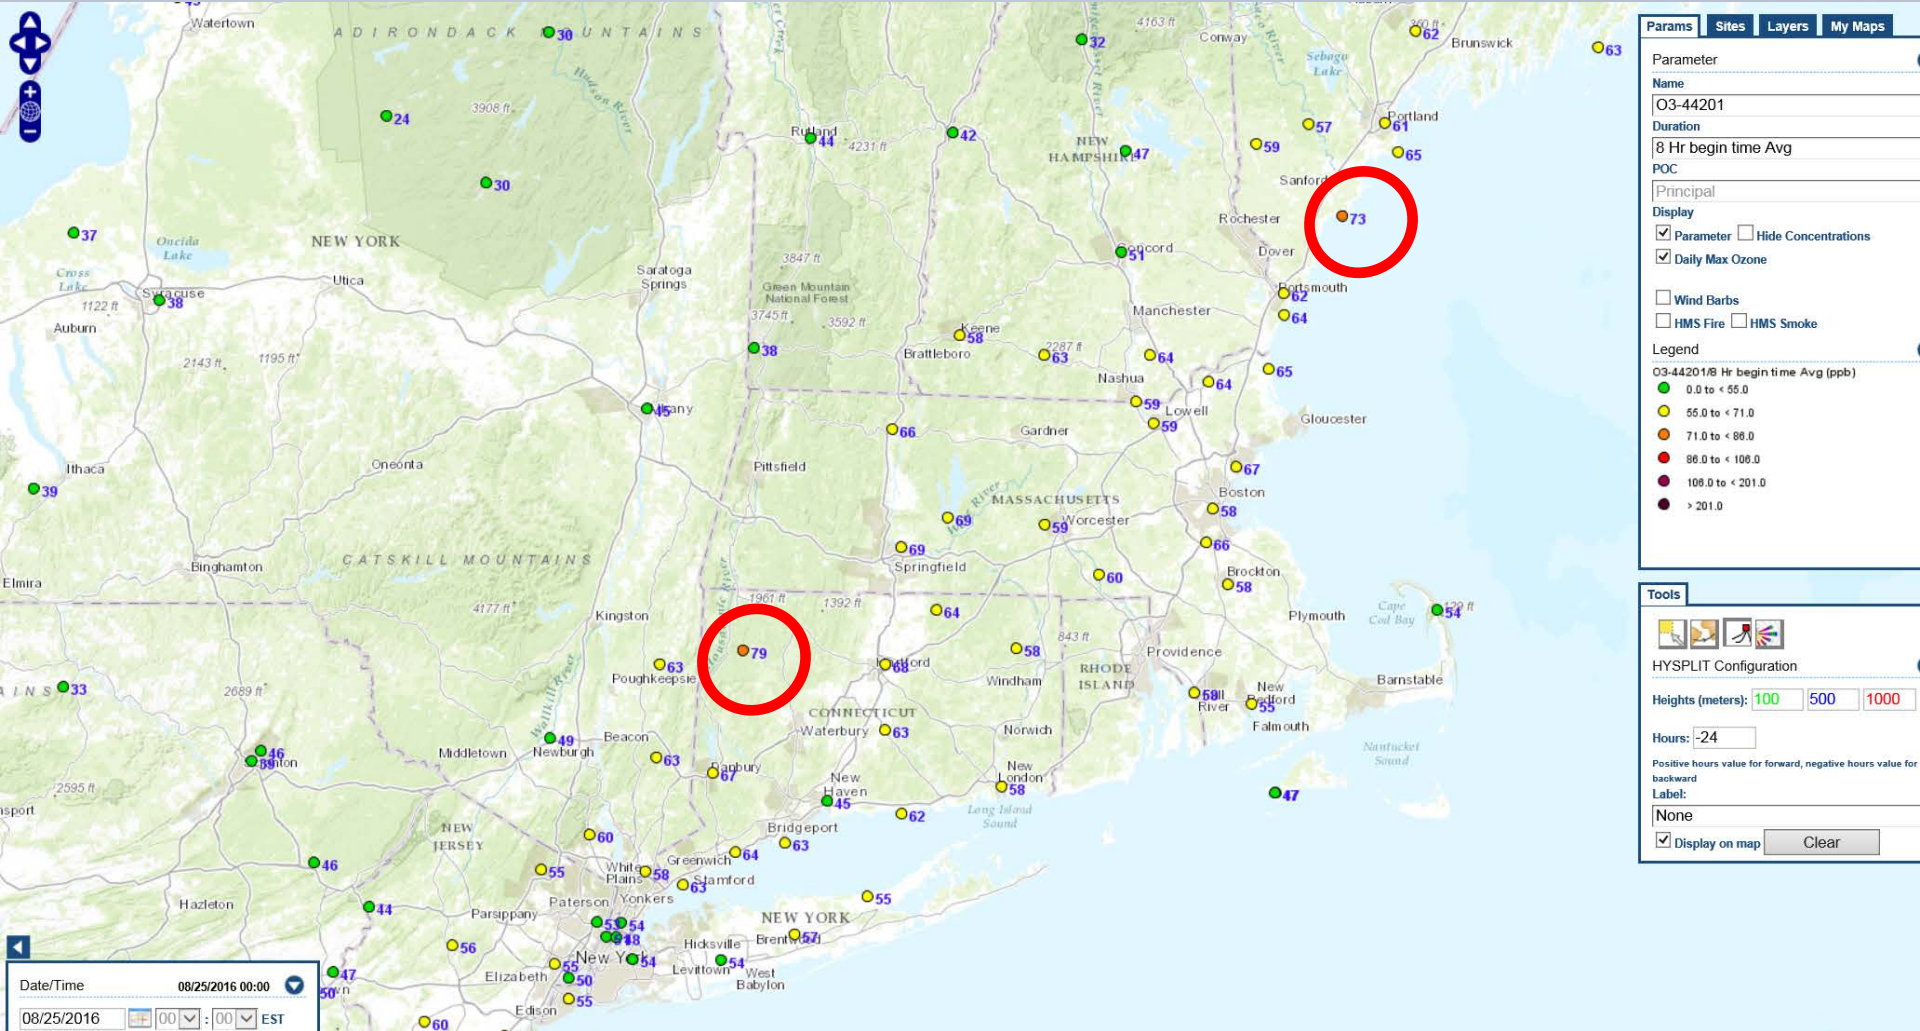 Watertown
ADIRONDACK MOUNTAINS
30
32
4163 ft
Conway
Sebago
Lake
62
Brunswick
63
24
3908 ft
Hudson River
30
Rutland
44
4231 ft
42
NEW
HAMPSHIRE
47
59
57
Portland
61
65
Sanford
73
Rochester
Dover
37
Oneida
Lake
NEW YORK
Cross
Lake
1122 ft
Syracuse
38
Utica
Saratoga
Springs
3847 ft
Green Mountain
National Forest
3745 ft
3592 ft
Concord
51
Portsmouth
62
64
Auburn
2143 ft
1195 ft
38
Keene
58
Brattleboro
2287 ft
63
Manchester
64
Nashua
64
65
Albany
45
59
Lowell
59
66
Gardner
Gloucester
Ithaca
39
Oneonta
Pittsfield
67
MASSACHUSETTS
Boston
58
69
59
Worcester
66
69
Springfield
60
Brockton
58
CATSKILL MOUNTAINS
Binghamton
Elmira
4177 ft
Kingston
1961 ft
1392 ft
64
843 ft
Plymouth
Cape
Cod Bay
54
79
63
Poughkeepsie
Hartford
68
58
Windham
RHODE
ISLAND
Providence
Barnstable
33
2689 ft
Wallkill River
CONNECTICUT
Waterbury
63
Norwich
River
New
Bedford
55
Falmouth
Nantucket
Sound
46
39
49
Newburgh
Beacon
Middletown
63
Danbury
67
New
Haven
45
New
London
58
47
2595 ft
62
Long Island
Sound
NEW
JERSEY
60
Bridgeport
63
46
55
White
Plains
58
Greenwich
64
63
Stamford
Hazleton
44
Parsippany
Paterson
Yonkers
55
53
54
48
NEW YORK
56
Hicksville
Brentwood
57
New York
54
Levittown
54
West
Babylon
47
50
Elizabeth
55
50
Edison
55
60
Date/Time
08/25/2016 00:00
08/25/2016
00
:
00
EST
Params
Sites
Layers
My Maps
Parameter
Name
O3-44201
Duration
8 Hr begin time Avg
POC
Principal
Display
Parameter
Hide Concentrations
Daily Max Ozone
Wind Barbs
HMS Fire
HMS Smoke
Legend
O3-44201/8 Hr begin time Avg (ppb)
0.0 to < 55.0
55.0 to < 71.0
71.0 to < 86.0
86.0 to < 106.0
106.0 to < 201.0
> 201.0
Tools
HYSPLIT Configuration
Heights (meters):
100
500
1000
Hours:
-24
Positive hours value for forward, negative hours value for
backward
Label:
None
Display on map
Clear